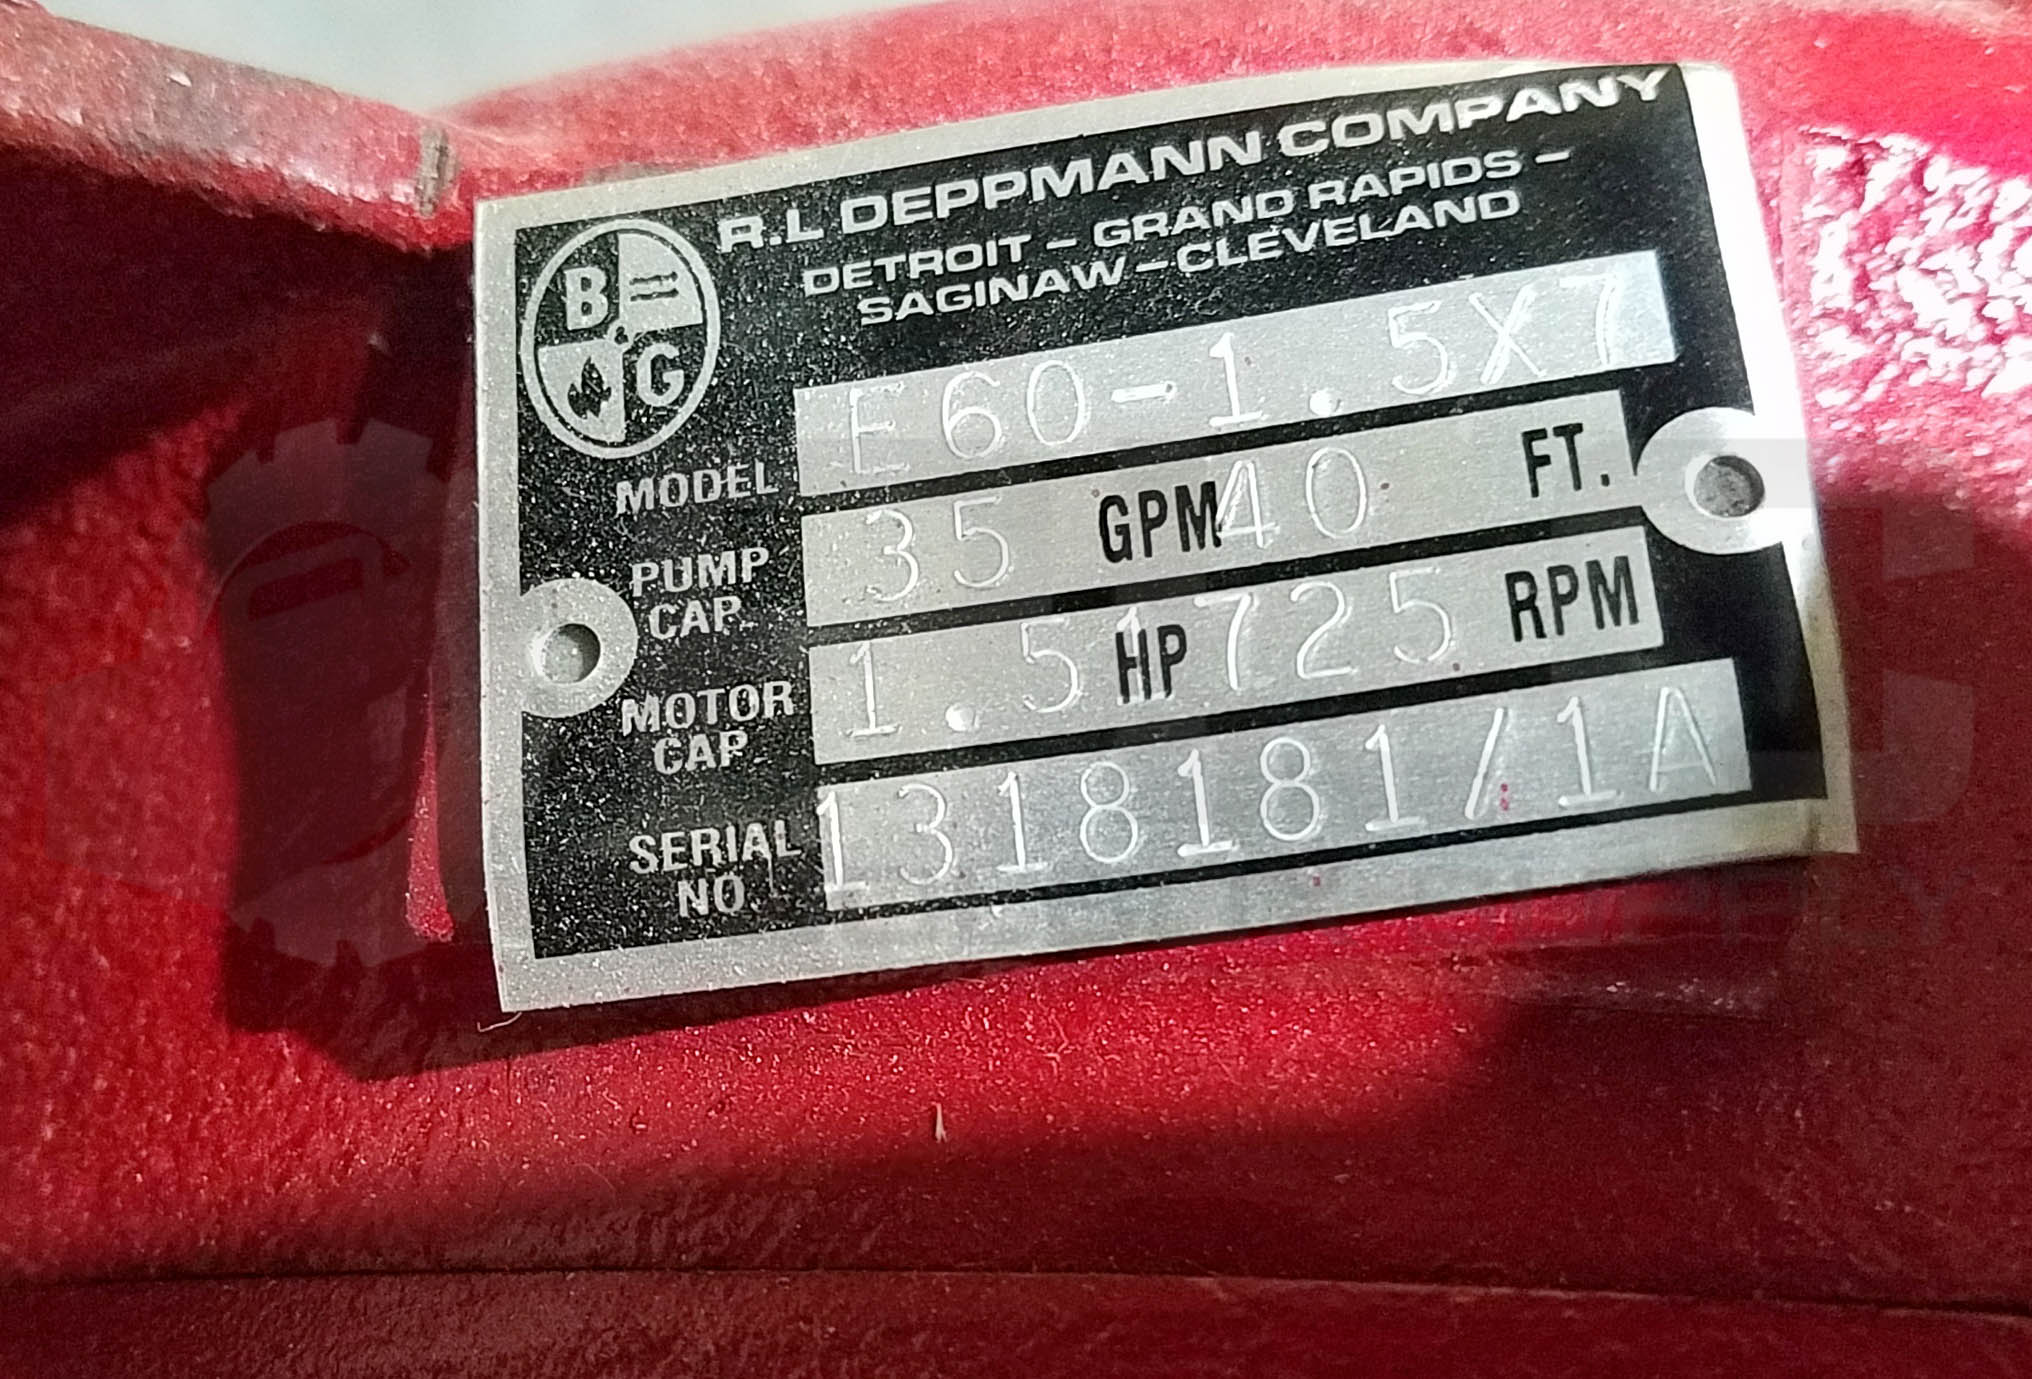 R.L DEPPMANN COMPANY
DETROIT – GRAND RAPIDS –
SAGINAW – CLEVELAND
B & G
MODEL E60-1.5X7
PUMP CAP. 35 GPM 40 FT.
MOTOR CAP. 1.5 HP 1725 RPM
SERIAL NO. 1318181/1A